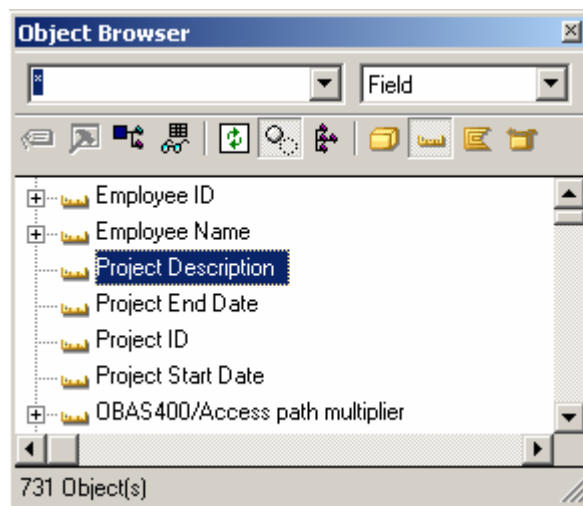 Object Browser
* Field
Employee ID
Employee Name
Project Description
Project End Date
Project ID
Project Start Date
OBAS400/Access path multiplier
731 Object(s)